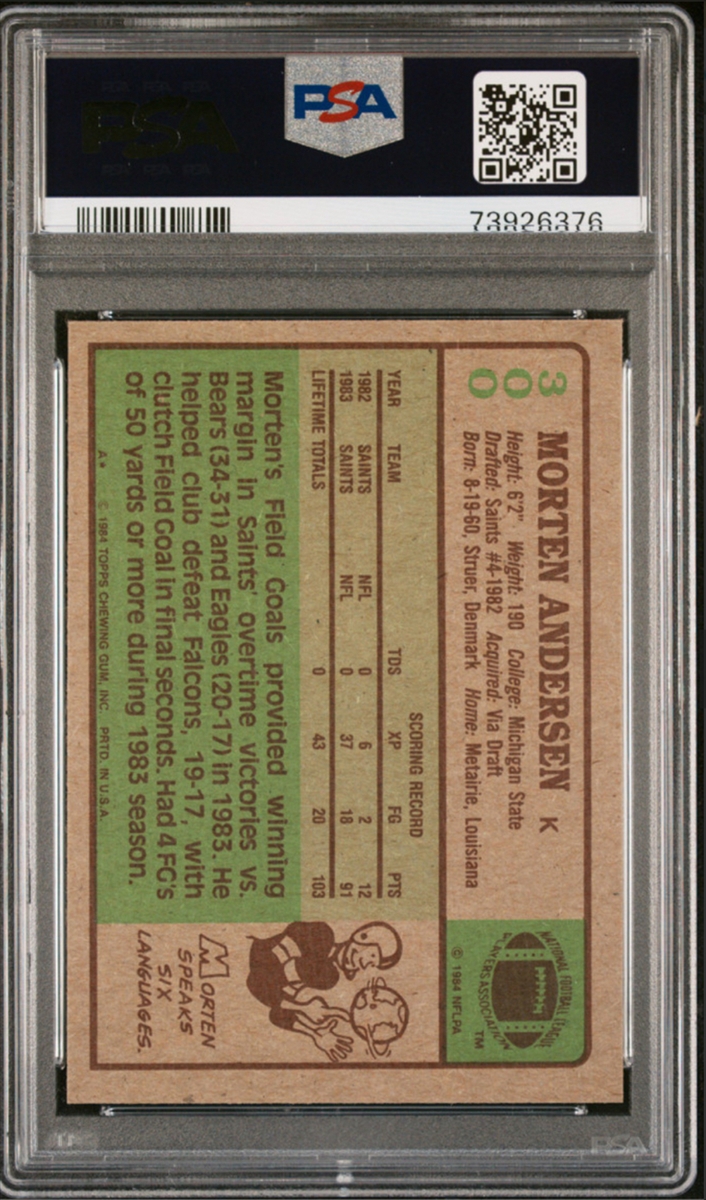 PSA
PSA
73926376
300
MORTEN ANDERSEN K
Height: 6'2" Weight: 190 College: Michigan State
Drafted: Saints #4-1982 Acquired: Via Draft
Born: 8-19-60, Struer, Denmark Home: Metairie, Louisiana
NATIONAL FOOTBALL LEAGUE
PLAYERS ASSOCIATION
TM
© 1984 NFLPA
SCORING RECORD
YEAR TEAM TDS XP FG PTS
1982 SAINTS NFL 0 6 2 12
1983 SAINTS NFL 0 37 18 91
LIFETIME TOTALS 0 43 20 103
Morten's Field Goals provided winning
margin in Saints' overtime victories vs.
Bears (34-31) and Eagles (20-17) in 1983. He
helped club defeat Falcons, 19-17, with
clutch Field Goal in final seconds. Had 4 FG's
of 50 yards or more during 1983 season.
MORTEN
SPEAKS
SIX
LANGUAGES.
A* © 1984 TOPPS CHEWING GUM, INC. PRTD. IN U.S.A.
PSA